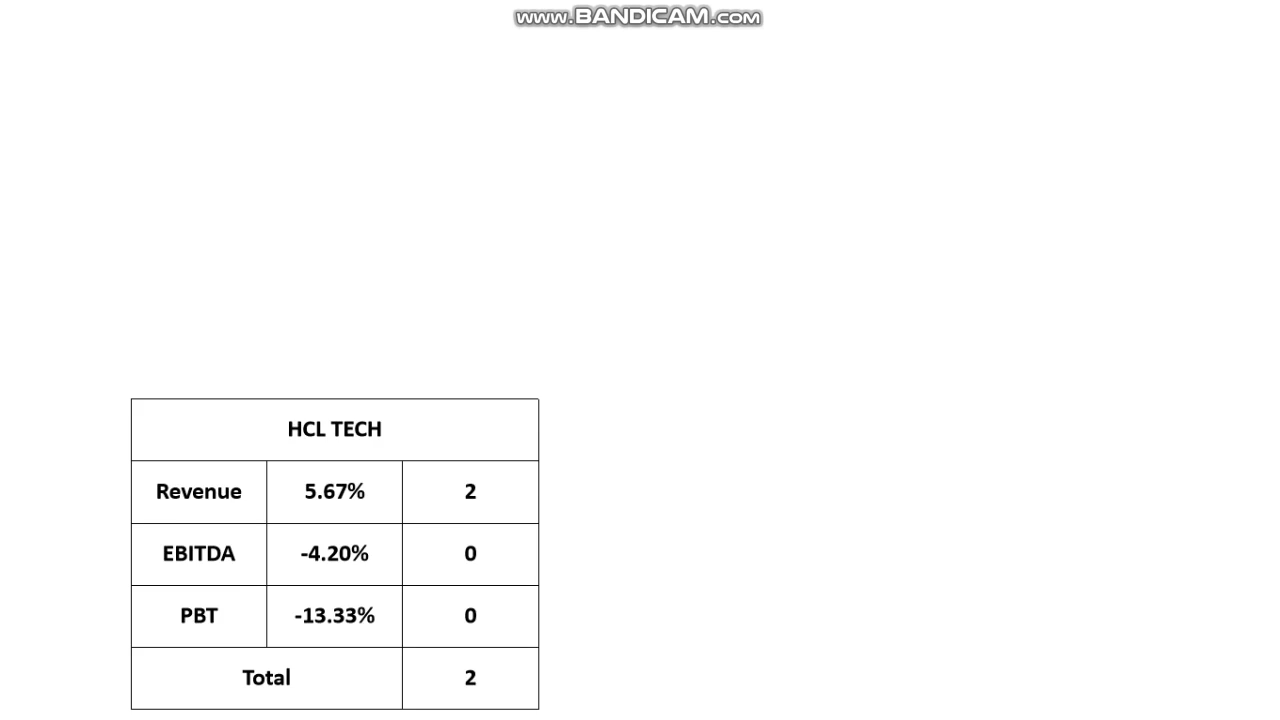 www.BANDICAM.com
HCL TECH
Revenue 5.67% 2
EBITDA -4.20% 0
PBT -13.33% 0
Total 2